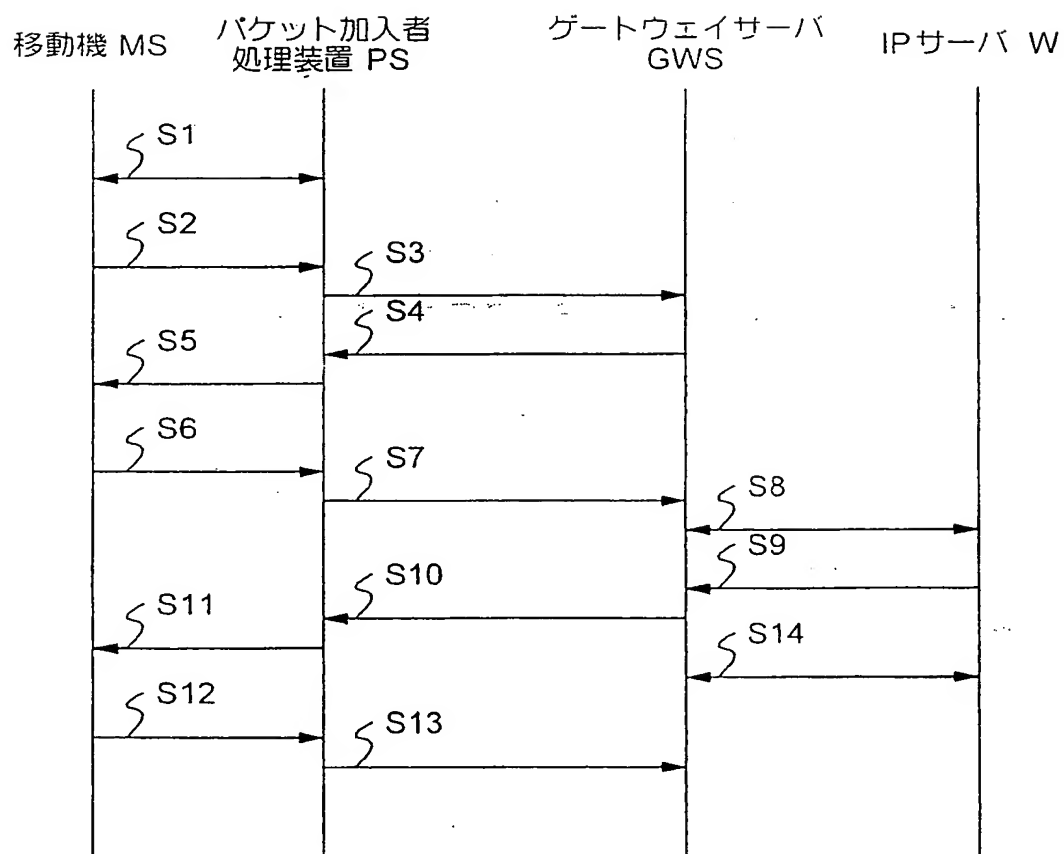 移動機 MS
パケット加入者
処理装置 PS
ゲートウェイサーバ
GWS
IPサーバ W
S1
S2
S3
S4
S5
S6
S7
S8
S9
S10
S11
S14
S12
S13